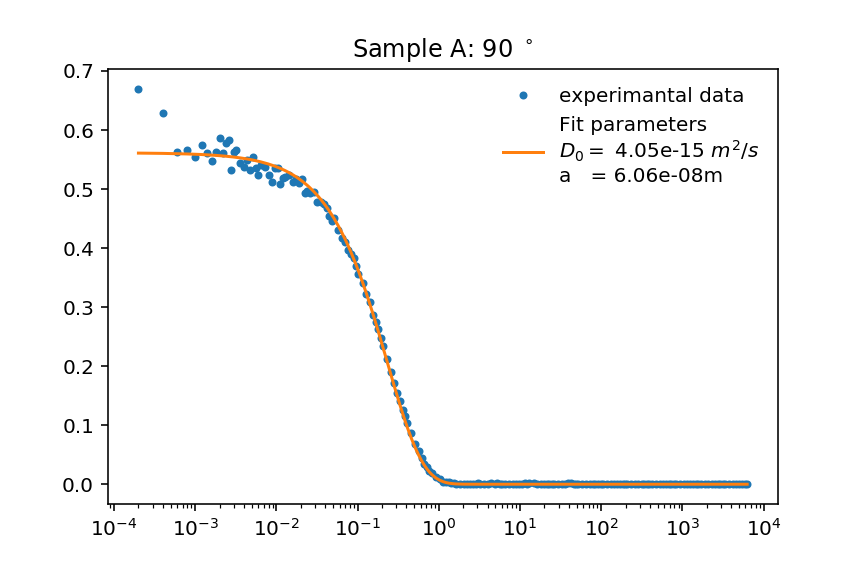 Sample A: 90 °
0.7
0.6
0.5
0.4
0.3
0.2
0.1
0.0
experimantal data
Fit parameters
D₀ = 4.05e-15 m²/s
a = 6.06e-08m
10⁻⁴ 10⁻³ 10⁻² 10⁻¹ 10⁰ 10¹ 10² 10³ 10⁴